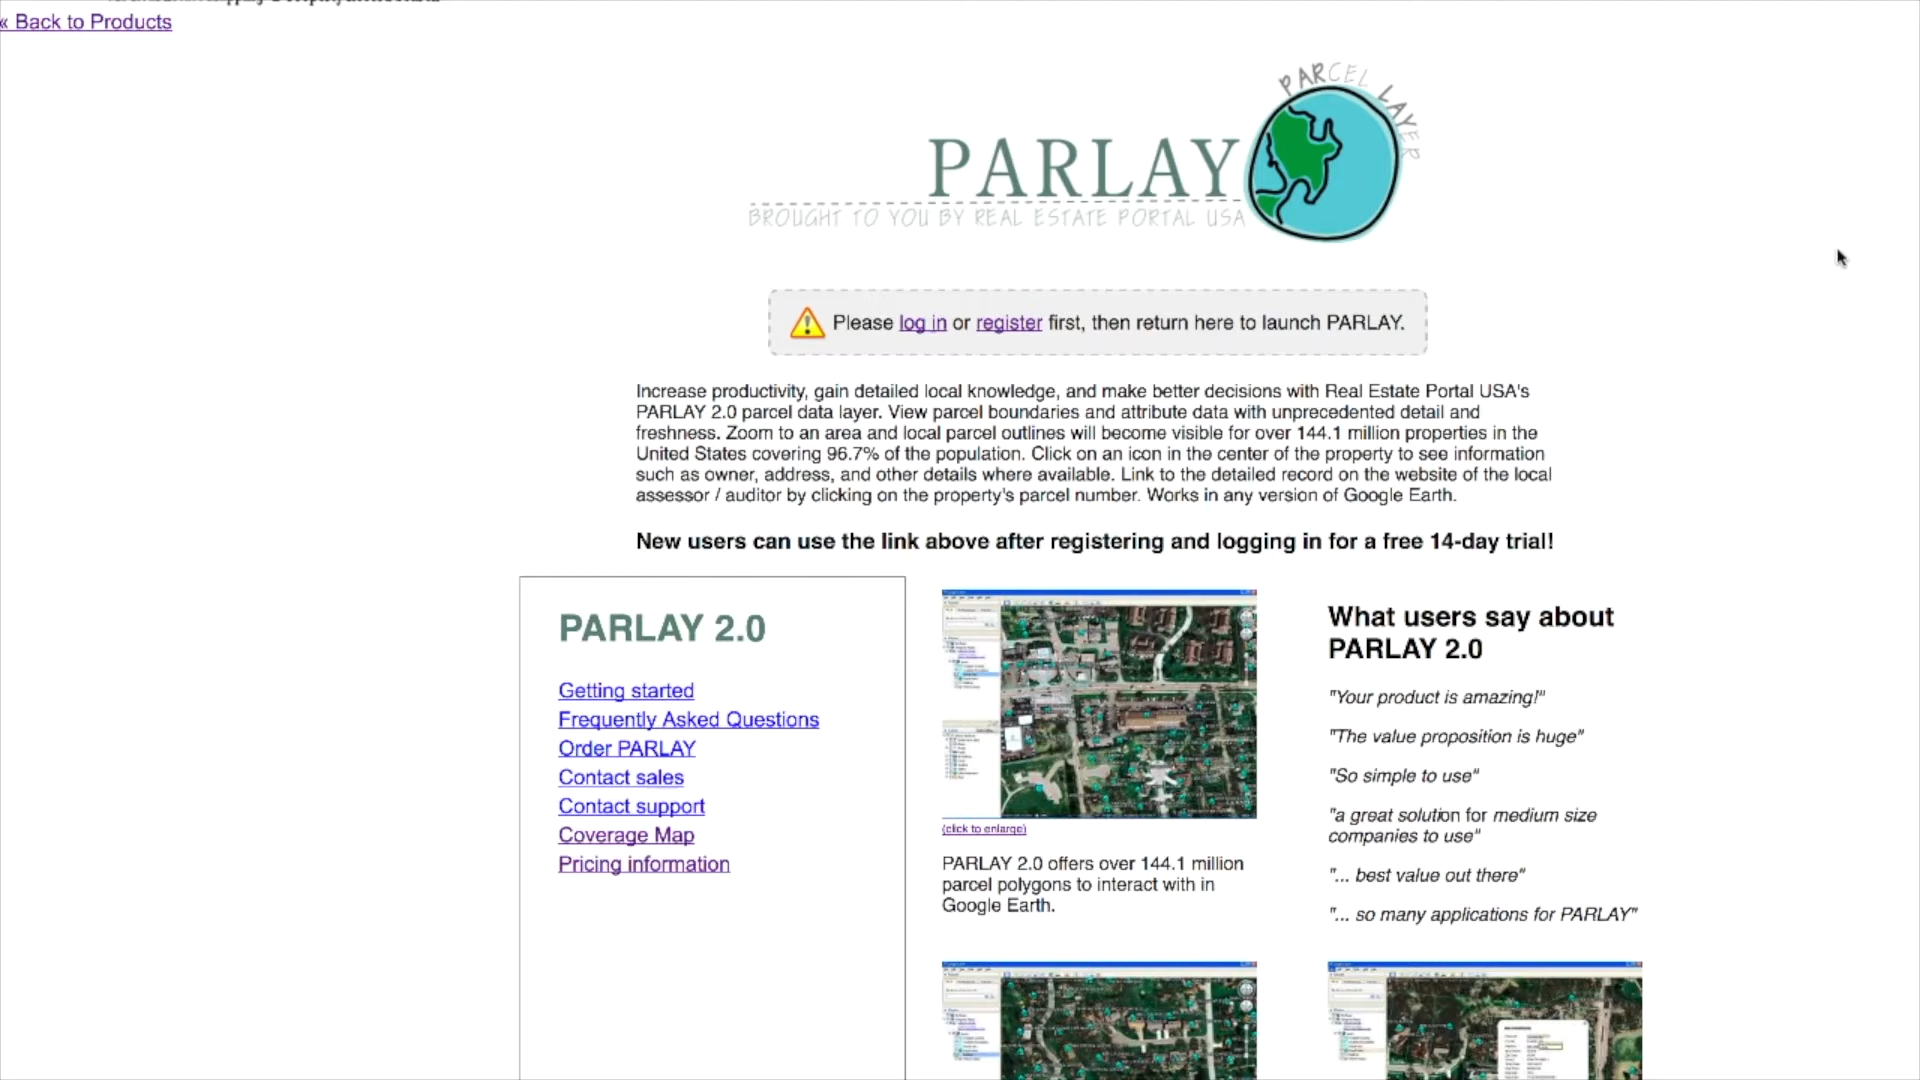 « Back to Products
PARCEL LAYER
PARLAY
BROUGHT TO YOU BY REAL ESTATE PORTAL USA
Please log in or register first, then return here to launch PARLAY.
Increase productivity, gain detailed local knowledge, and make better decisions with Real Estate Portal USA's
PARLAY 2.0 parcel data layer. View parcel boundaries and attribute data with unprecedented detail and
freshness. Zoom to an area and local parcel outlines will become visible for over 144.1 million properties in the
United States covering 96.7% of the population. Click on an icon in the center of the property to see information
such as owner, address, and other details where available. Link to the detailed record on the website of the local
assessor / auditor by clicking on the property's parcel number. Works in any version of Google Earth.
New users can use the link above after registering and logging in for a free 14-day trial!
PARLAY 2.0
Getting started
Frequently Asked Questions
Order PARLAY
Contact sales
Contact support
Coverage Map
Pricing information
(click to enlarge)
PARLAY 2.0 offers over 144.1 million
parcel polygons to interact with in
Google Earth.
What users say about
PARLAY 2.0
"Your product is amazing!"
"The value proposition is huge"
"So simple to use"
"a great solution for medium size
companies to use"
"... best value out there"
"... so many applications for PARLAY"